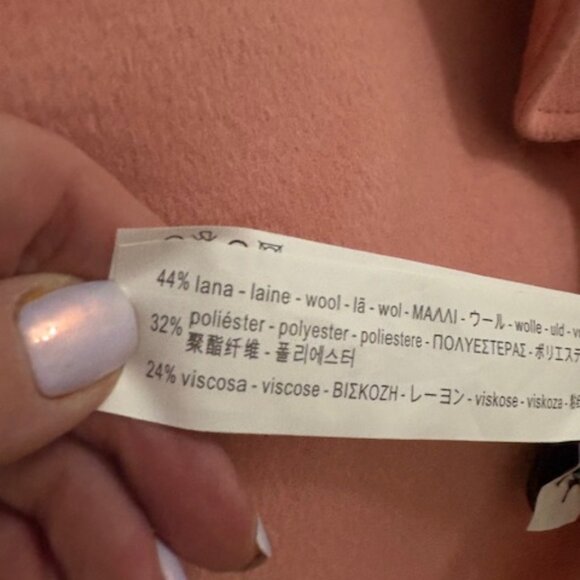 44% lana - laine - wool - lã - wol - ΜΑΛΛΙ - ウール - wolle - uld -
32% poliéster - polyester - poliestere - ΠΟΛΥΕΣΤΕΡΑΣ - ポリエステ
聚酯纤维 - 폴리에스터
24% viscosa - viscose - ΒΙΣΚΟΖΗ - レーヨン - viskose - viskoza -